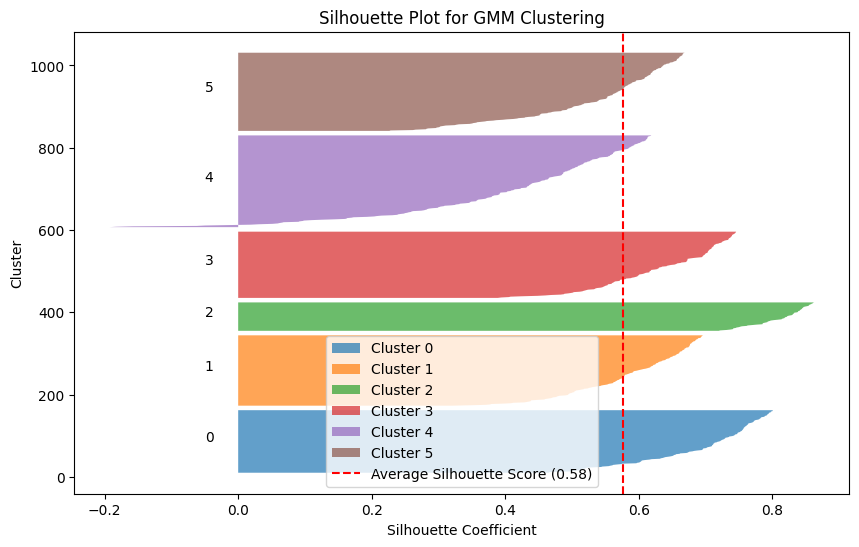 Silhouette Plot for GMM Clustering
1000
800
600
400
200
0
Cluster
5
4
3
2
1
0
Cluster 0
Cluster 1
Cluster 2
Cluster 3
Cluster 4
Cluster 5
Average Silhouette Score (0.58)
−0.2 0.0 0.2 0.4 0.6 0.8
Silhouette Coefficient